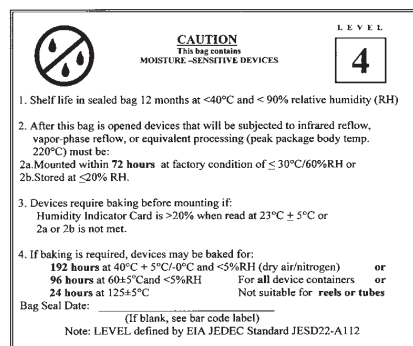 CAUTION
This bag contains
MOISTURE –SENSITIVE DEVICES
LEVEL
4
1. Shelf life in sealed bag 12 months at <40°C and < 90% relative humidity (RH)
2. After this bag is opened devices that will be subjected to infrared reflow,
vapor-phase reflow, or equivalent processing (peak package body temp.
220°C) must be:
2a.Mounted within 72 hours at factory condition of ≤ 30°C/60%RH or
2b.Stored at ≤20% RH.
3. Devices require baking before mounting if:
Humidity Indicator Card is >20% when read at 23°C ± 5°C or
2a or 2b is not met.
4. If baking is required, devices may be baked for:
192 hours at 40°C + 5°C/-0°C and <5%RH (dry air/nitrogen) or
96 hours at 60±5°Cand <5%RH For all device containers or
24 hours at 125±5°C Not suitable for reels or tubes
Bag Seal Date:
(If blank, see bar code label)
Note: LEVEL defined by EIA JEDEC Standard JESD22-A112